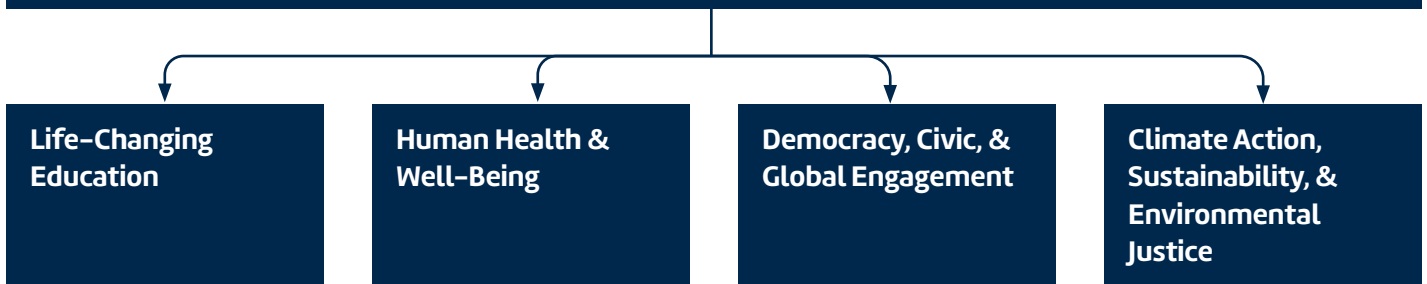 Life-Changing
Education
Human Health &
Well-Being
Democracy, Civic, &
Global Engagement
Climate Action,
Sustainability, &
Environmental
Justice